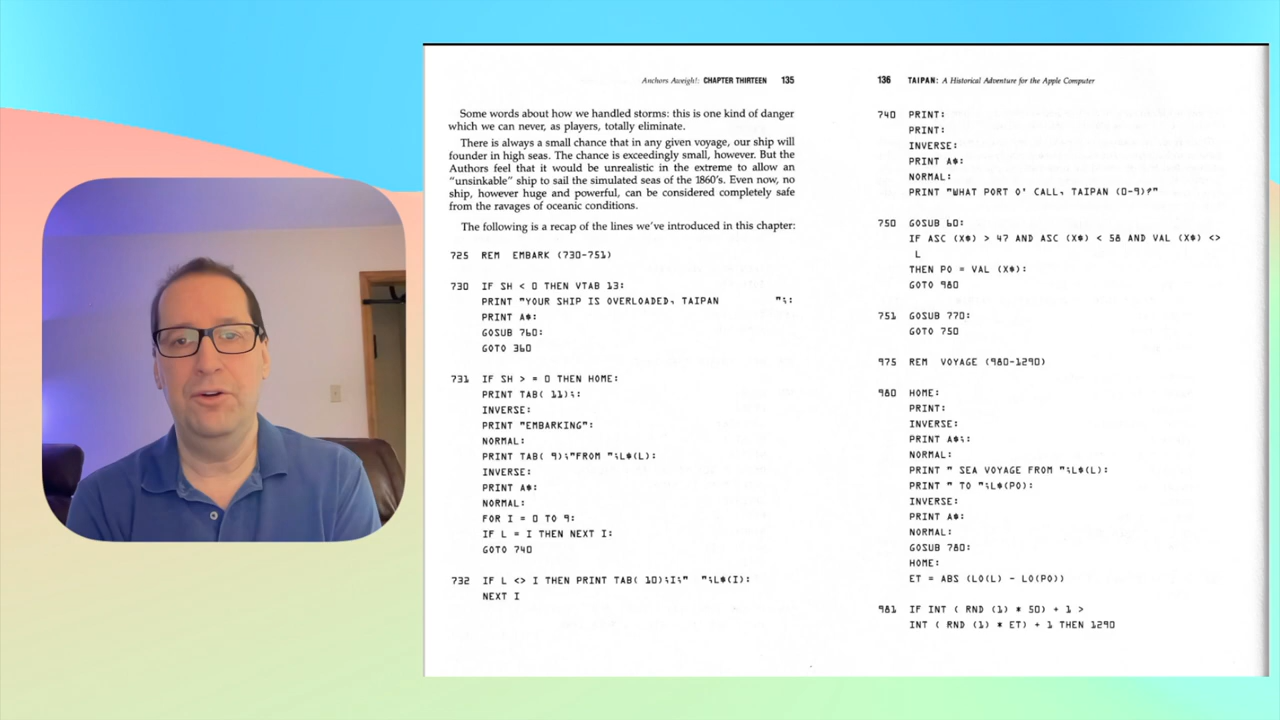 Anchors Aweigh!: CHAPTER THIRTEEN 135
Some words about how we handled storms: this is one kind of danger
which we can never, as players, totally eliminate.
There is always a small chance that in any given voyage, our ship will
founder in high seas. The chance is exceedingly small, however. But the
Authors feel that it would be unrealistic in the extreme to allow an
"unsinkable" ship to sail the simulated seas of the 1860's. Even now, no
ship, however huge and powerful, can be considered completely safe
from the ravages of oceanic conditions.
The following is a recap of the lines we've introduced in this chapter:
725 REM EMBARK (730-751)
730 IF SH < 0 THEN VTAB 13:
PRINT "YOUR SHIP IS OVERLOADED, TAIPAN ";:
PRINT A$:
GOSUB 760:
GOTO 360
731 IF SH > = 0 THEN HOME:
PRINT TAB( 11);:
INVERSE:
PRINT "EMBARKING":
NORMAL:
PRINT TAB( 9);"FROM ";L$(L):
INVERSE:
PRINT A$:
NORMAL:
FOR I = 0 TO 9:
IF L = I THEN NEXT I:
GOTO 740
732 IF L <> I THEN PRINT TAB( 10);I;" ";L$(I):
NEXT I
136 TAIPAN: A Historical Adventure for the Apple Computer
740 PRINT:
PRINT:
INVERSE:
PRINT A$:
NORMAL:
PRINT "WHAT PORT O' CALL, TAIPAN (0-9)?"
750 GOSUB 60:
IF ASC (X$) > 47 AND ASC (X$) < 58 AND VAL (X$) <>
L
THEN PO = VAL (X$):
GOTO 980
751 GOSUB 770:
GOTO 750
975 REM VOYAGE (980-1290)
980 HOME:
PRINT:
INVERSE:
PRINT A$;:
NORMAL:
PRINT " SEA VOYAGE FROM ";L$(L):
PRINT " TO ";L$(PO):
INVERSE:
PRINT A$:
NORMAL:
GOSUB 780:
HOME:
ET = ABS (LO(L) - LO(PO))
981 IF INT ( RND (1) * 50) + 1 >
INT ( RND (1) * ET) + 1 THEN 1290